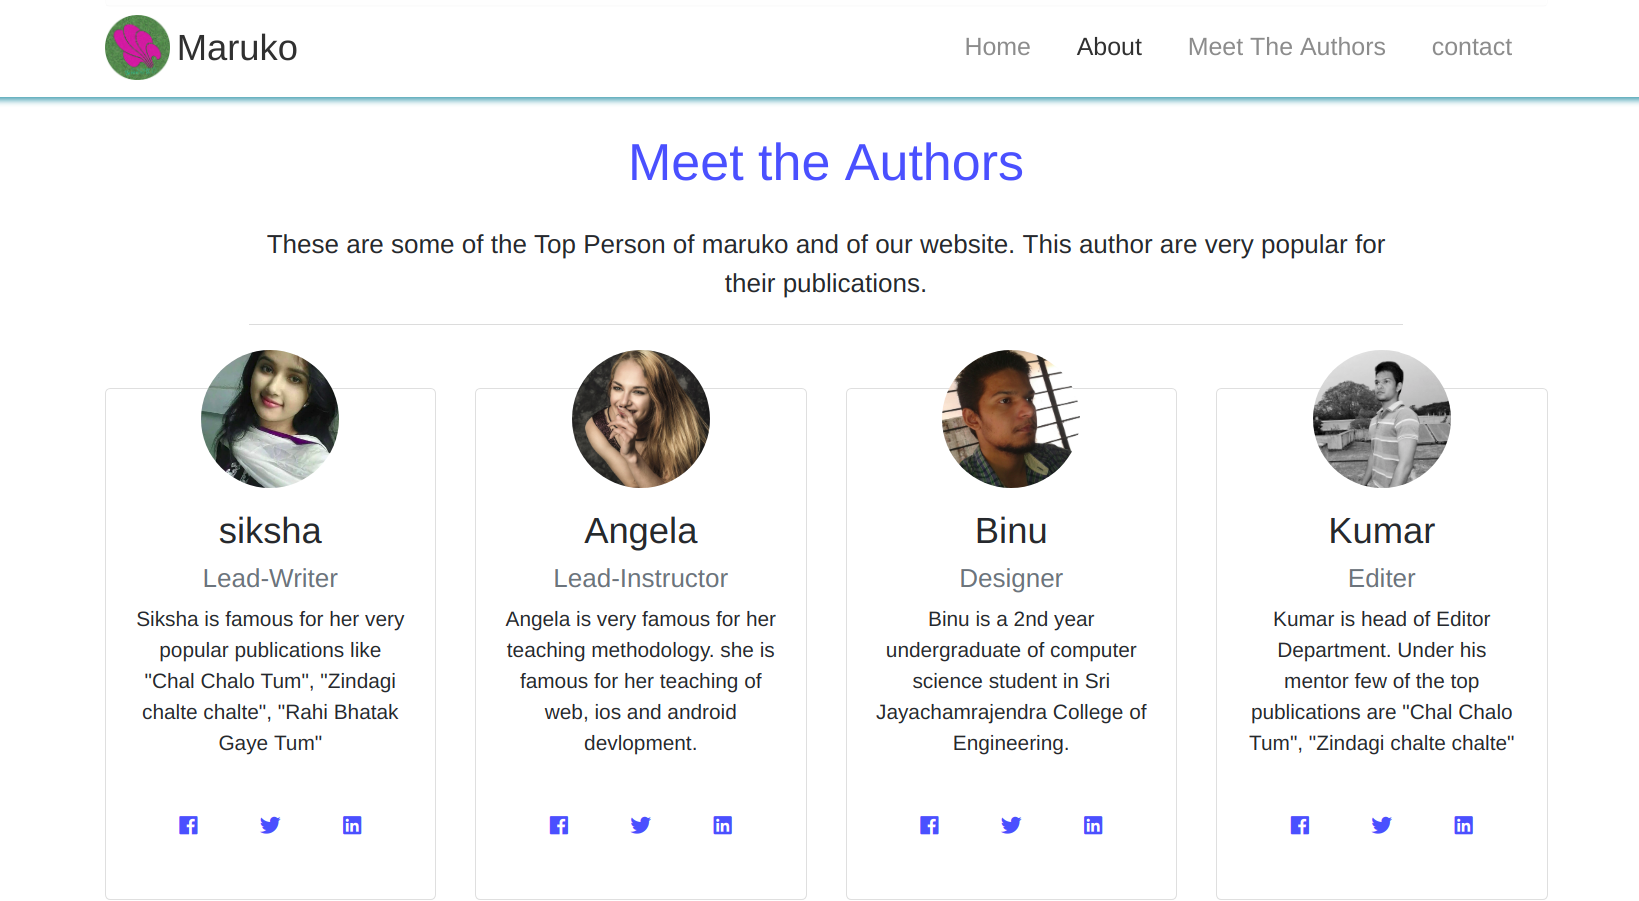 Maruko
Home About Meet The Authors contact
Meet the Authors
These are some of the Top Person of maruko and of our website. This author are very popular for
their publications.
siksha
Lead-Writer
Siksha is famous for her very
popular publications like
"Chal Chalo Tum", "Zindagi
chalte chalte", "Rahi Bhatak
Gaye Tum"
Angela
Lead-Instructor
Angela is very famous for her
teaching methodology. she is
famous for her teaching of
web, ios and android
devlopment.
Binu
Designer
Binu is a 2nd year
undergraduate of computer
science student in Sri
Jayachamrajendra College of
Engineering.
Kumar
Editer
Kumar is head of Editor
Department. Under his
mentor few of the top
publications are "Chal Chalo
Tum", "Zindagi chalte chalte"